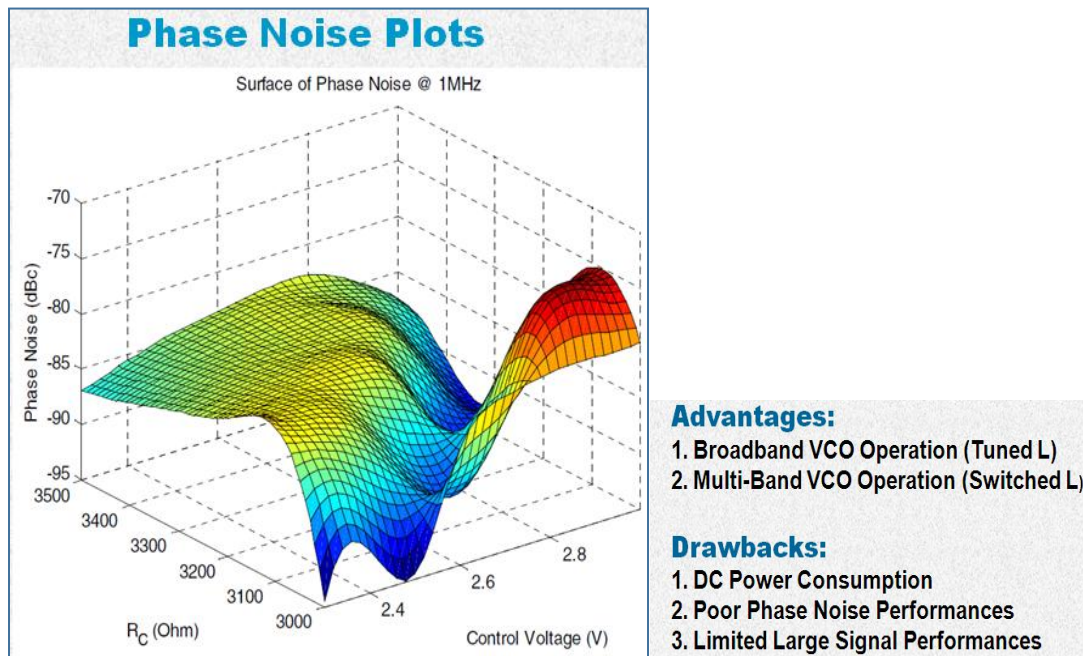 Phase Noise Plots
Surface of Phase Noise @ 1MHz
-70
-75
-80
-85
-90
-95
Phase Noise (dBc)
3500
3400
3300
3200
3100
3000
RC (Ohm)
2.4
2.6
2.8
Control Voltage (V)
Advantages:
1. Broadband VCO Operation (Tuned L)
2. Multi-Band VCO Operation (Switched L)
Drawbacks:
1. DC Power Consumption
2. Poor Phase Noise Performances
3. Limited Large Signal Performances